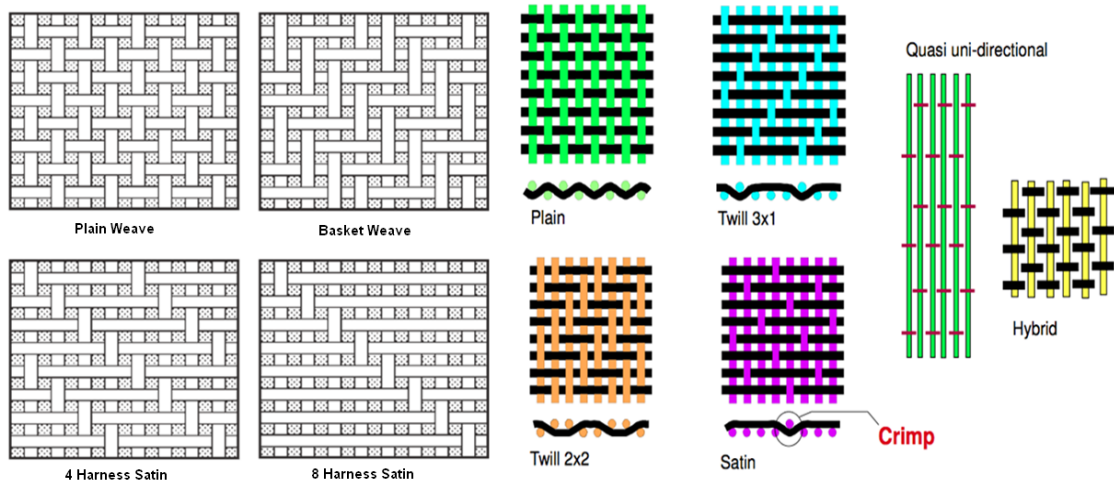 Plain Weave
Basket Weave
4 Harness Satin
8 Harness Satin
Plain
Twill 3x1
Twill 2x2
Satin
Crimp
Quasi uni-directional
Hybrid